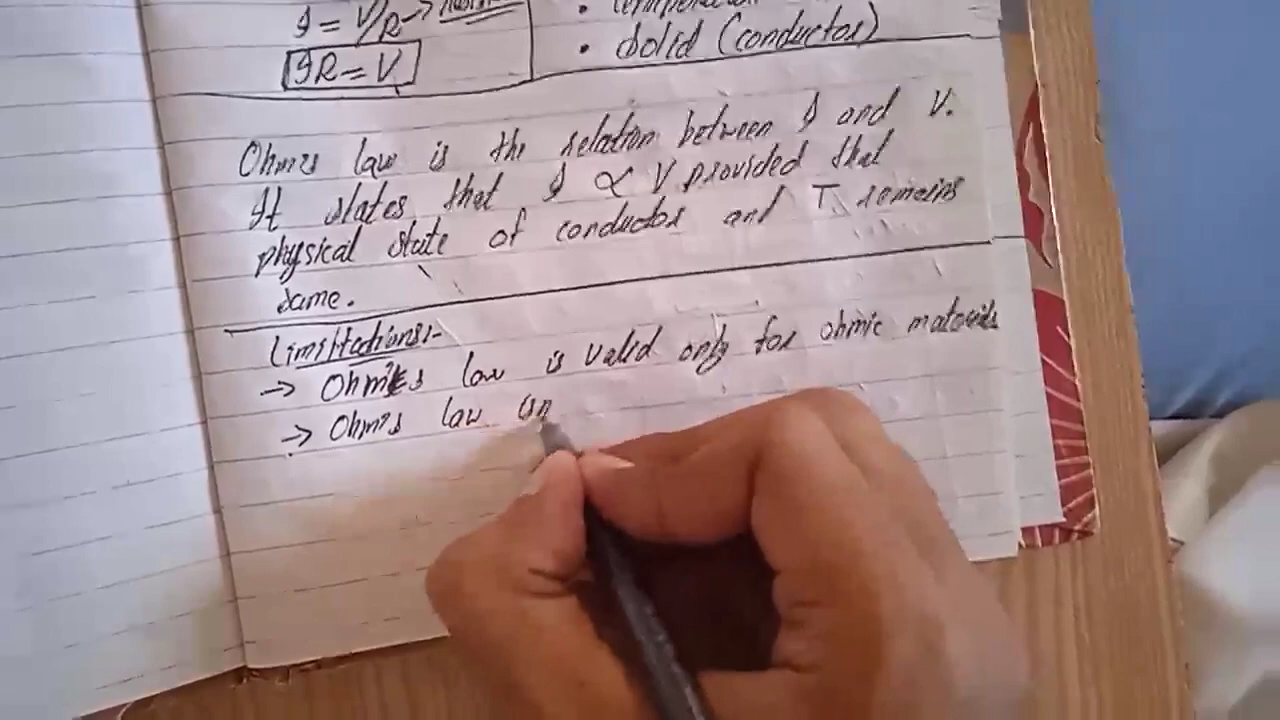 I = V/R →
IR = V
• Solid (conductor)
Ohm's law is the relation between I and V.
It states that I ∝ V provided that
physical state of conductor and T remains
same.
Limitations:-
→ Ohm's law is valid only for ohmic materials
→ Ohm's law can